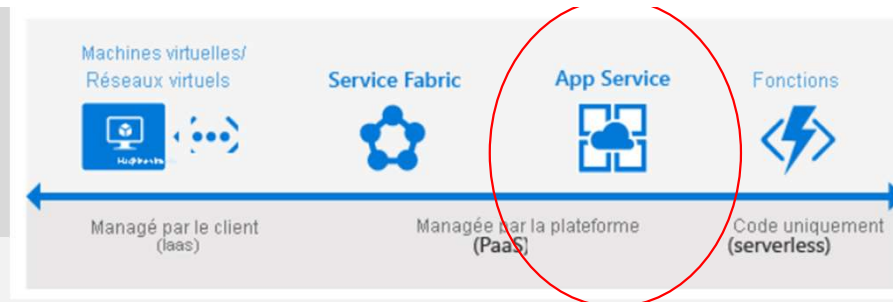 Machines virtuelles/
Réseaux virtuels
Service Fabric
App Service
Fonctions
Managé par le client
(Iaas)
Managée par la plateforme
(PaaS)
Code uniquement
(serverless)